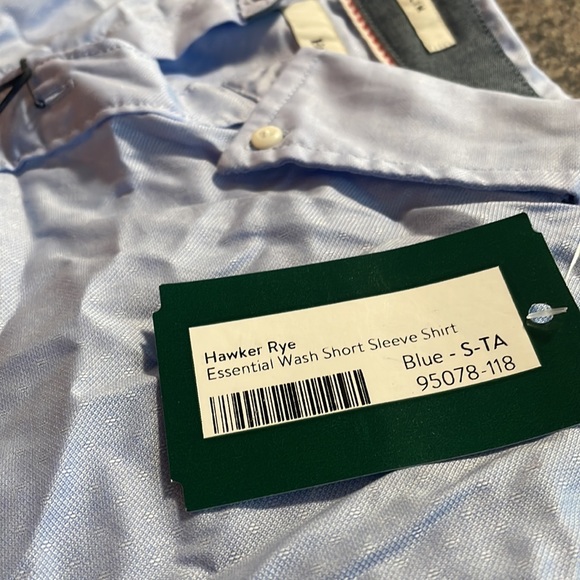 Hawker Rye
Essential Wash Short Sleeve Shirt
Blue - S-TA
95078-118